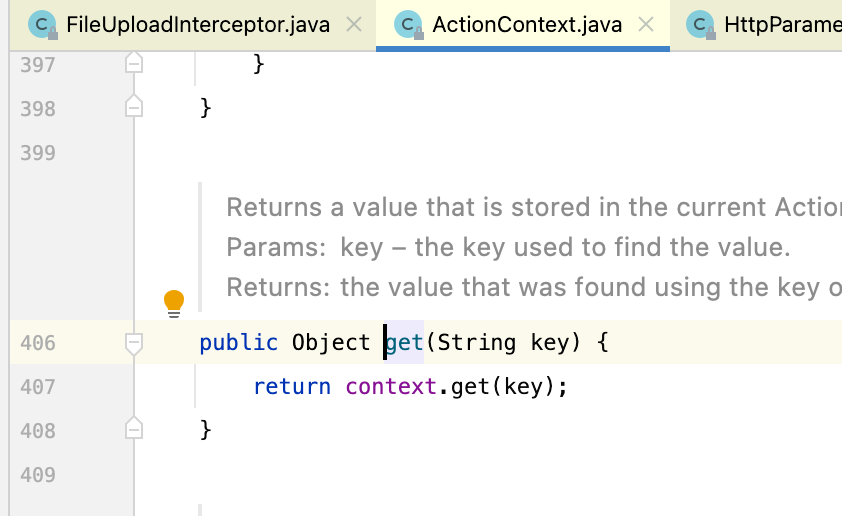 FileUploadInterceptor.java ActionContext.java HttpParame
397 }
398 }
399
Returns a value that is stored in the current Action
Params: key – the key used to find the value.
Returns: the value that was found using the key o
406 public Object get(String key) {
407 return context.get(key);
408 }
409